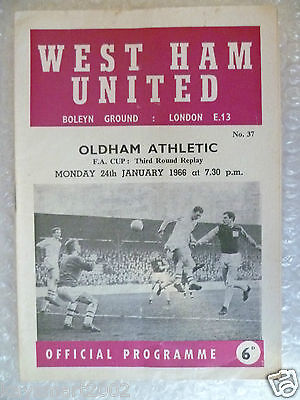 WEST HAM
UNITED
BOLEYN GROUND : LONDON E.13
No. 37
OLDHAM ATHLETIC
F.A. CUP : Third Round Replay
MONDAY 24th JANUARY 1966 at 7.30 p.m.
OFFICIAL PROGRAMME 6D